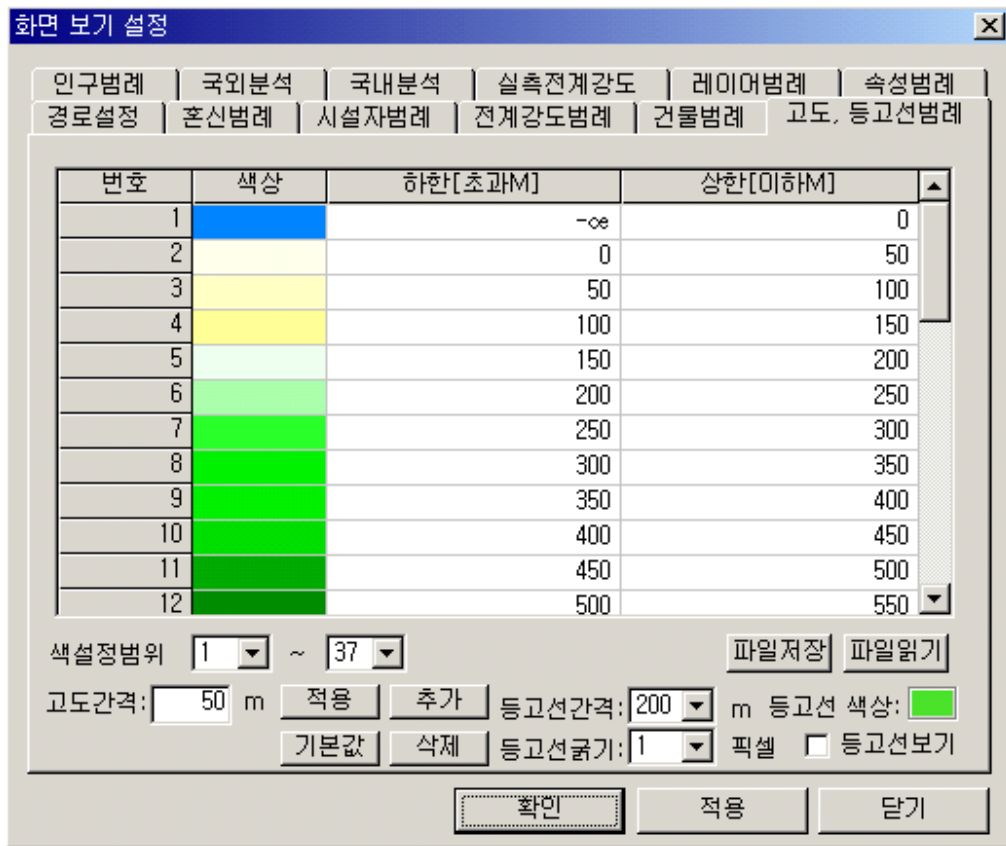 화면 보기 설정
인구범례 국외분석 국내분석 실측전계강도 레이어범례 속성범례
경로설정 혼신범례 시설자범례 전계강도범례 건물범례 고도, 등고선범례
번호 색상 하한[초과M] 상한[이하M]
1 -∞ 0
2 0 50
3 50 100
4 100 150
5 150 200
6 200 250
7 250 300
8 300 350
9 350 400
10 400 450
11 450 500
12 500 550
색설정범위 1 ~ 37 파일저장 파일읽기
고도간격: 50 m 적용 추가 등고선간격: 200 m 등고선 색상:
기본값 삭제 등고선굵기: 1 픽셀 등고선보기
확인 적용 닫기